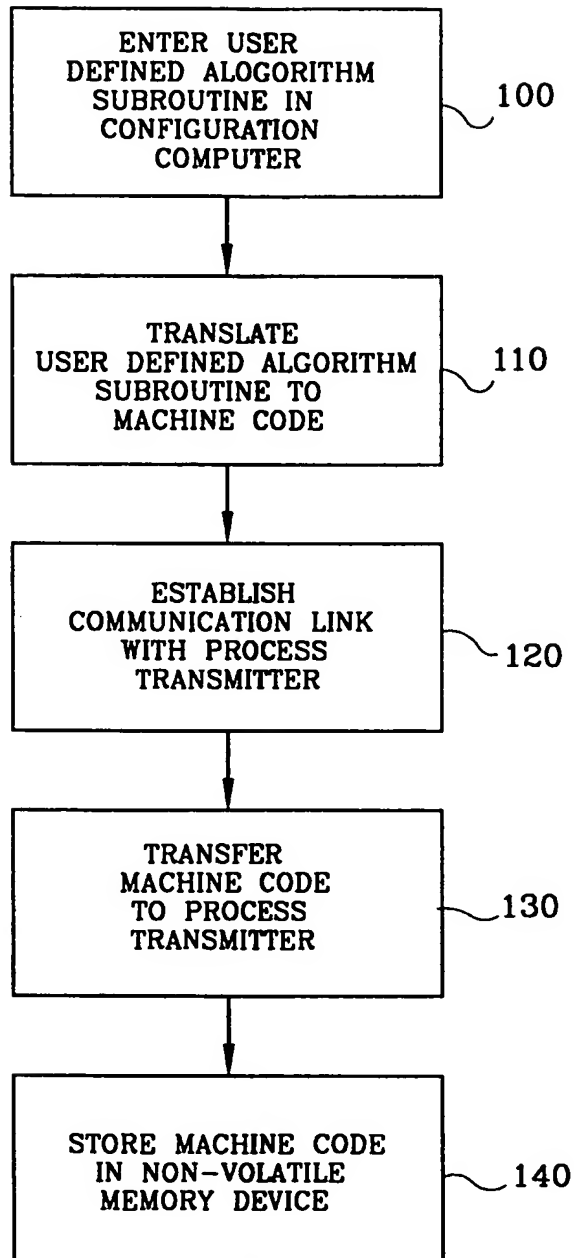 ENTER USER
DEFINED ALOGORITHM
SUBROUTINE IN
CONFIGURATION
COMPUTER
100
TRANSLATE
USER DEFINED ALGORITHM
SUBROUTINE TO
MACHINE CODE
110
ESTABLISH
COMMUNICATION LINK
WITH PROCESS
TRANSMITTER
120
TRANSFER
MACHINE CODE
TO PROCESS
TRANSMITTER
130
STORE MACHINE CODE
IN NON-VOLATILE
MEMORY DEVICE
140